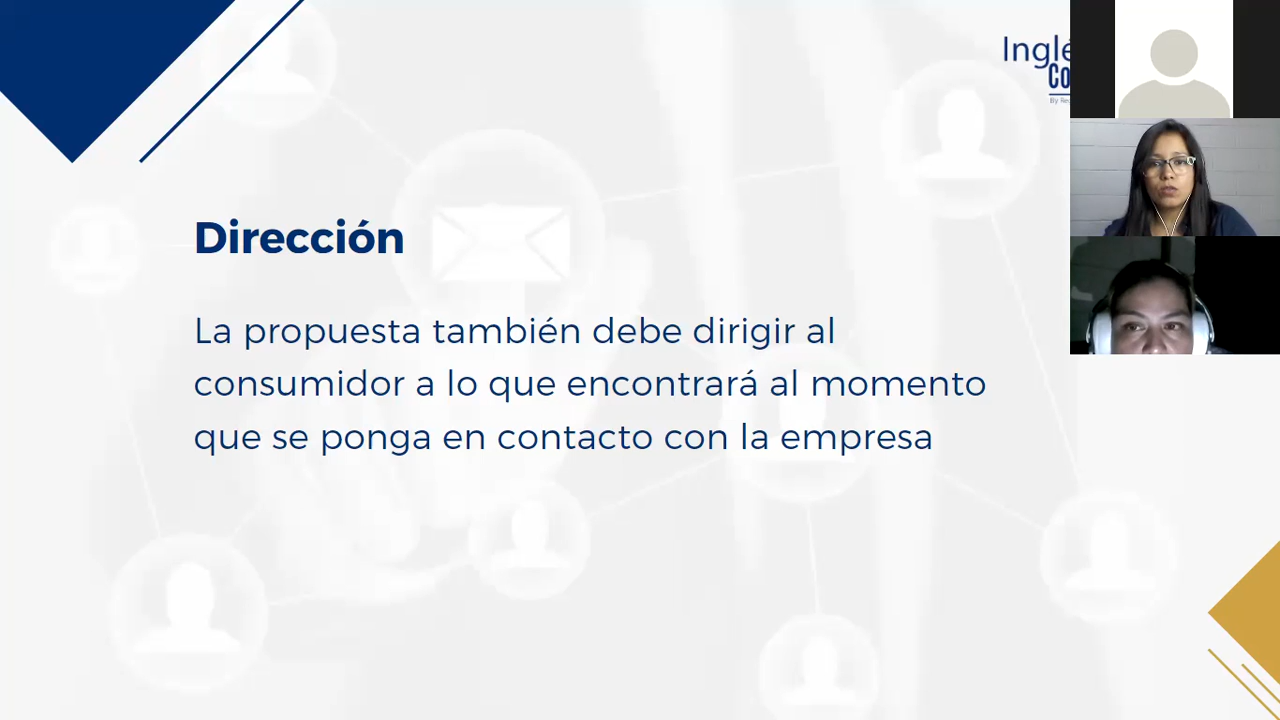 Dirección
La propuesta también debe dirigir al
consumidor a lo que encontrará al momento
que se ponga en contacto con la empresa